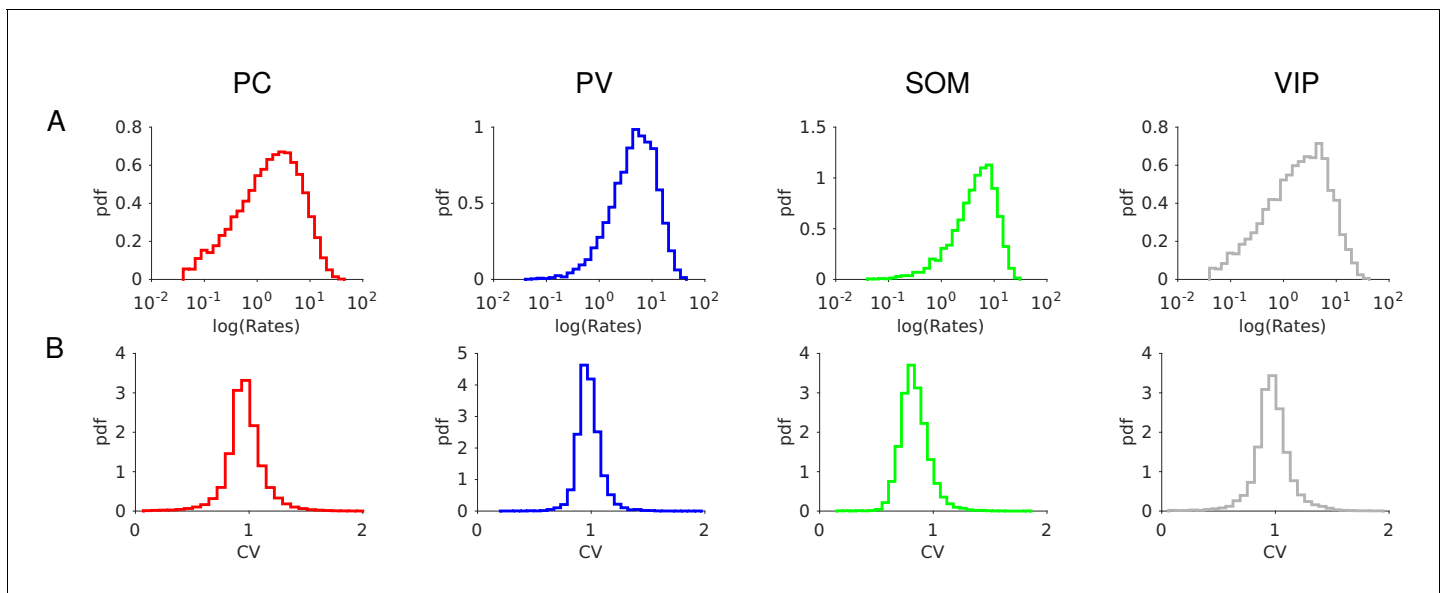 PC PV SOM VIP
A
0.8 1 1.5 0.8
0.6 1 0.6
pdf 0.4 pdf 0.5 pdf pdf 0.4
0.2 0.5 0.2
0 0 0 0
10-2 10-1 100 101 102 10-2 10-1 100 101 102 10-2 10-1 100 101 102 10-2 10-1 100 101 102
log(Rates) log(Rates) log(Rates) log(Rates)
B
4 5 4 4
3 4 3 3
pdf 2 pdf 3 pdf 2 pdf 2
1 2 1 1
0 1 0 0
0
0 1 2 0 1 2 0 1 2 0 1 2
CV CV CV CV